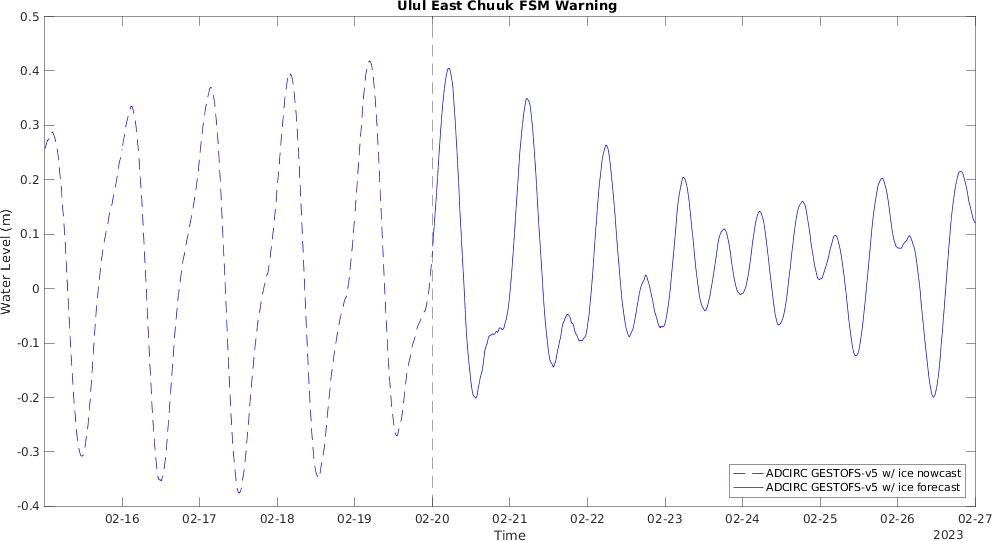 Ulul East Chuuk FSM Warning
0.5
0.4
0.3
0.2
0.1
0
-0.1
-0.2
-0.3
-0.4
Water Level (m)
ADCIRC GESTOFS-v5 w/ ice nowcast
ADCIRC GESTOFS-v5 w/ ice forecast
02-16 02-17 02-18 02-19 02-20 02-21 02-22 02-23 02-24 02-25 02-26 02-27
Time
2023